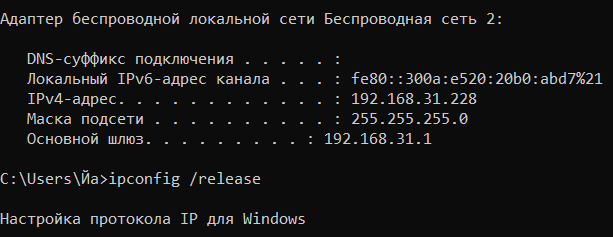 Адаптер беспроводной локальной сети Беспроводная сеть 2:
DNS-суффикс подключения . . . . . :
Локальный IPv6-адрес канала . . . : fe80::300a:e520:20b0:abd7%21
IPv4-адрес. . . . . . . . . . . . : 192.168.31.228
Маска подсети . . . . . . . . . . : 255.255.255.0
Основной шлюз. . . . . . . . . : 192.168.31.1
C:\Users\Йа>ipconfig /release
Настройка протокола IP для Windows